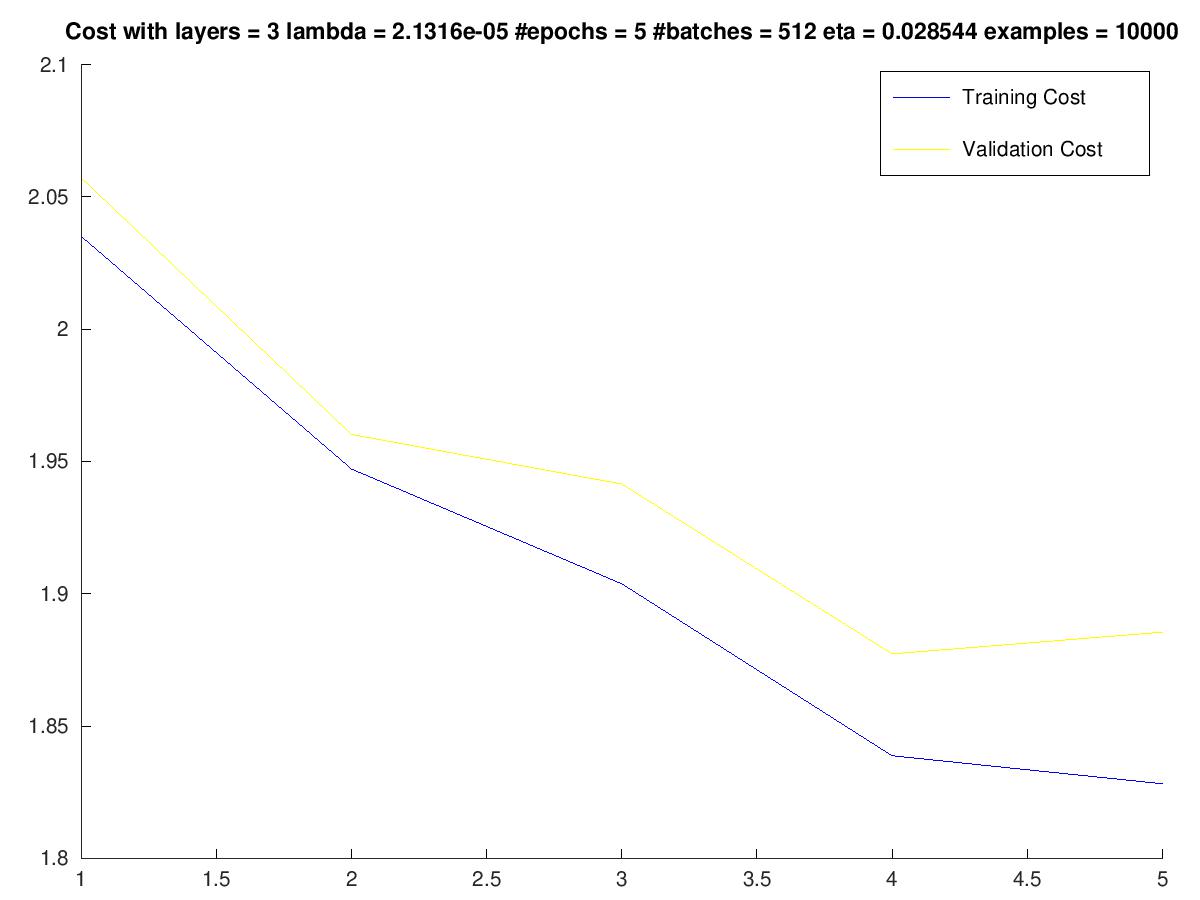 Cost with layers = 3 lambda = 2.1316e-05 #epochs = 5 #batches = 512 eta = 0.028544 examples = 10000
2.1
Training Cost
Validation Cost
2.05
2
1.95
1.9
1.85
1.8
1 1.5 2 2.5 3 3.5 4 4.5 5